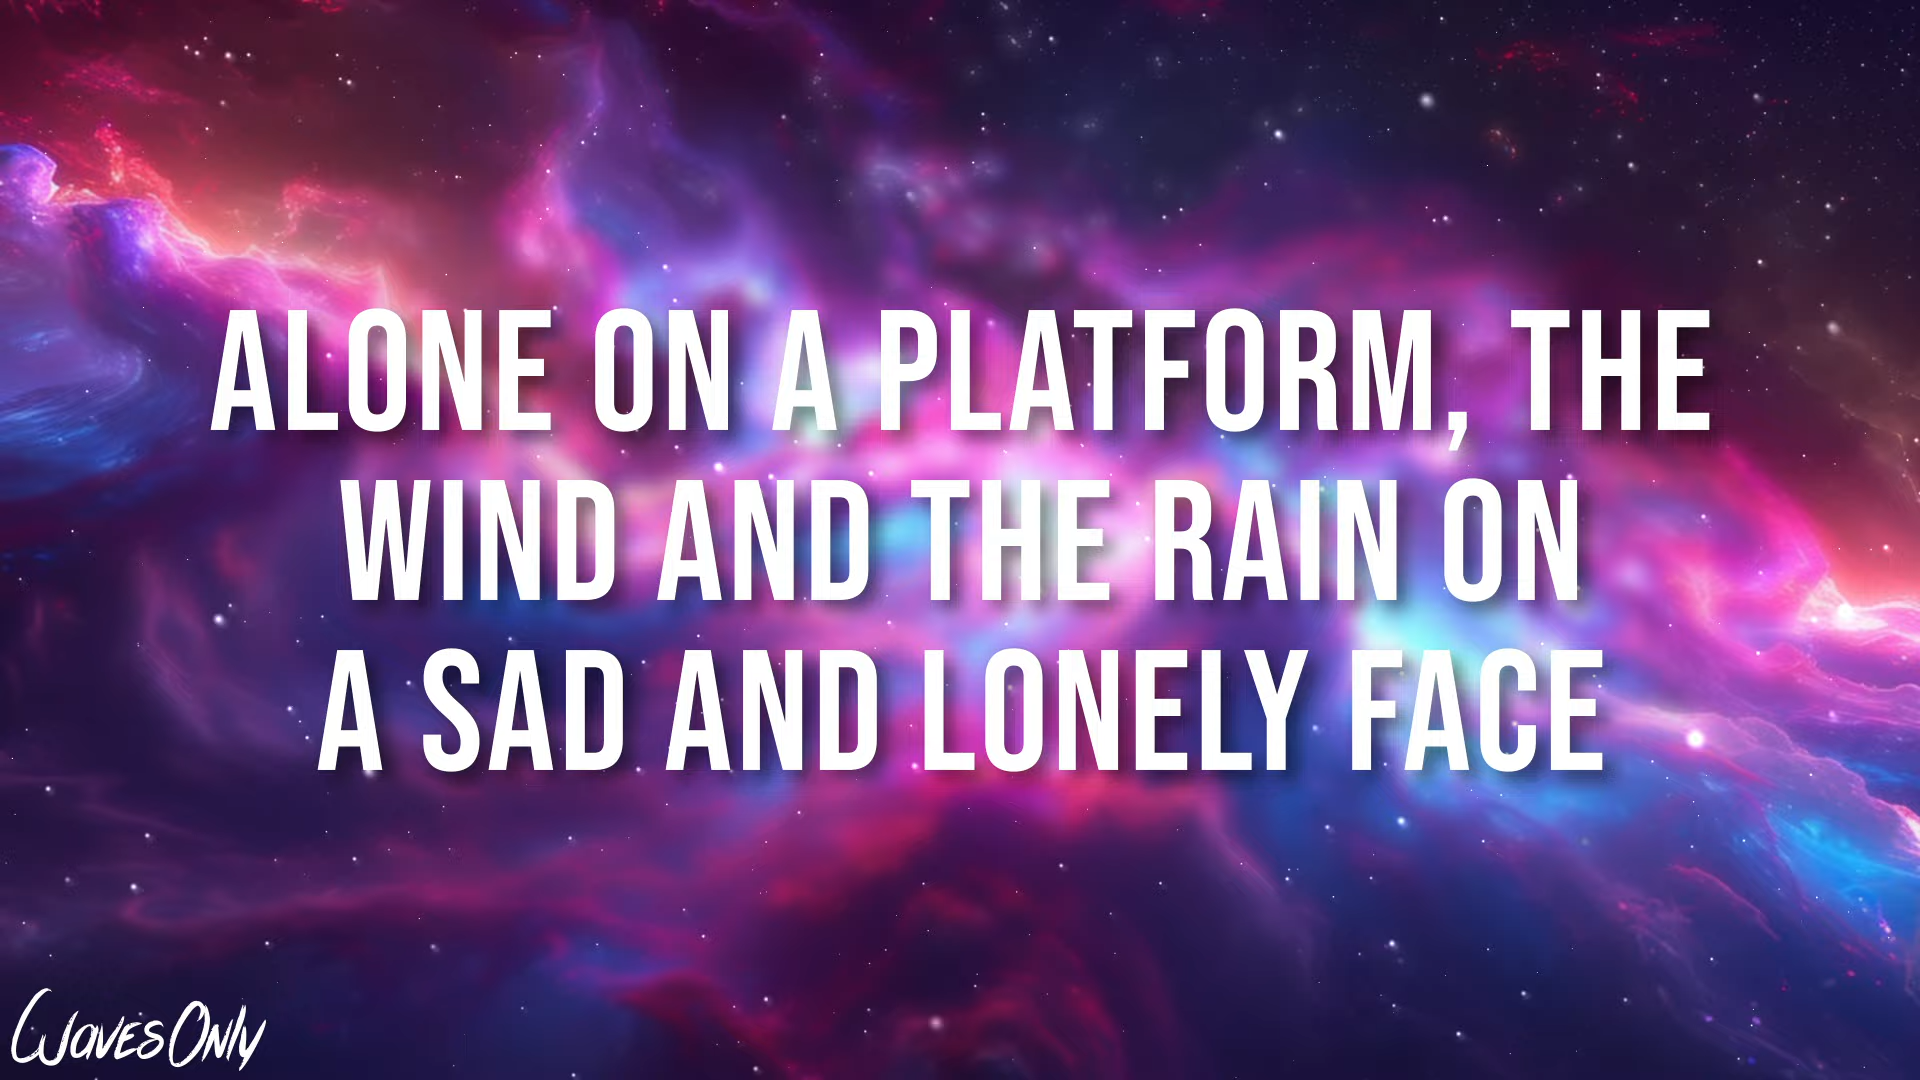 ALONE ON A PLATFORM, THE
WIND AND THE RAIN ON
A SAD AND LONELY FACE
WavesOnly